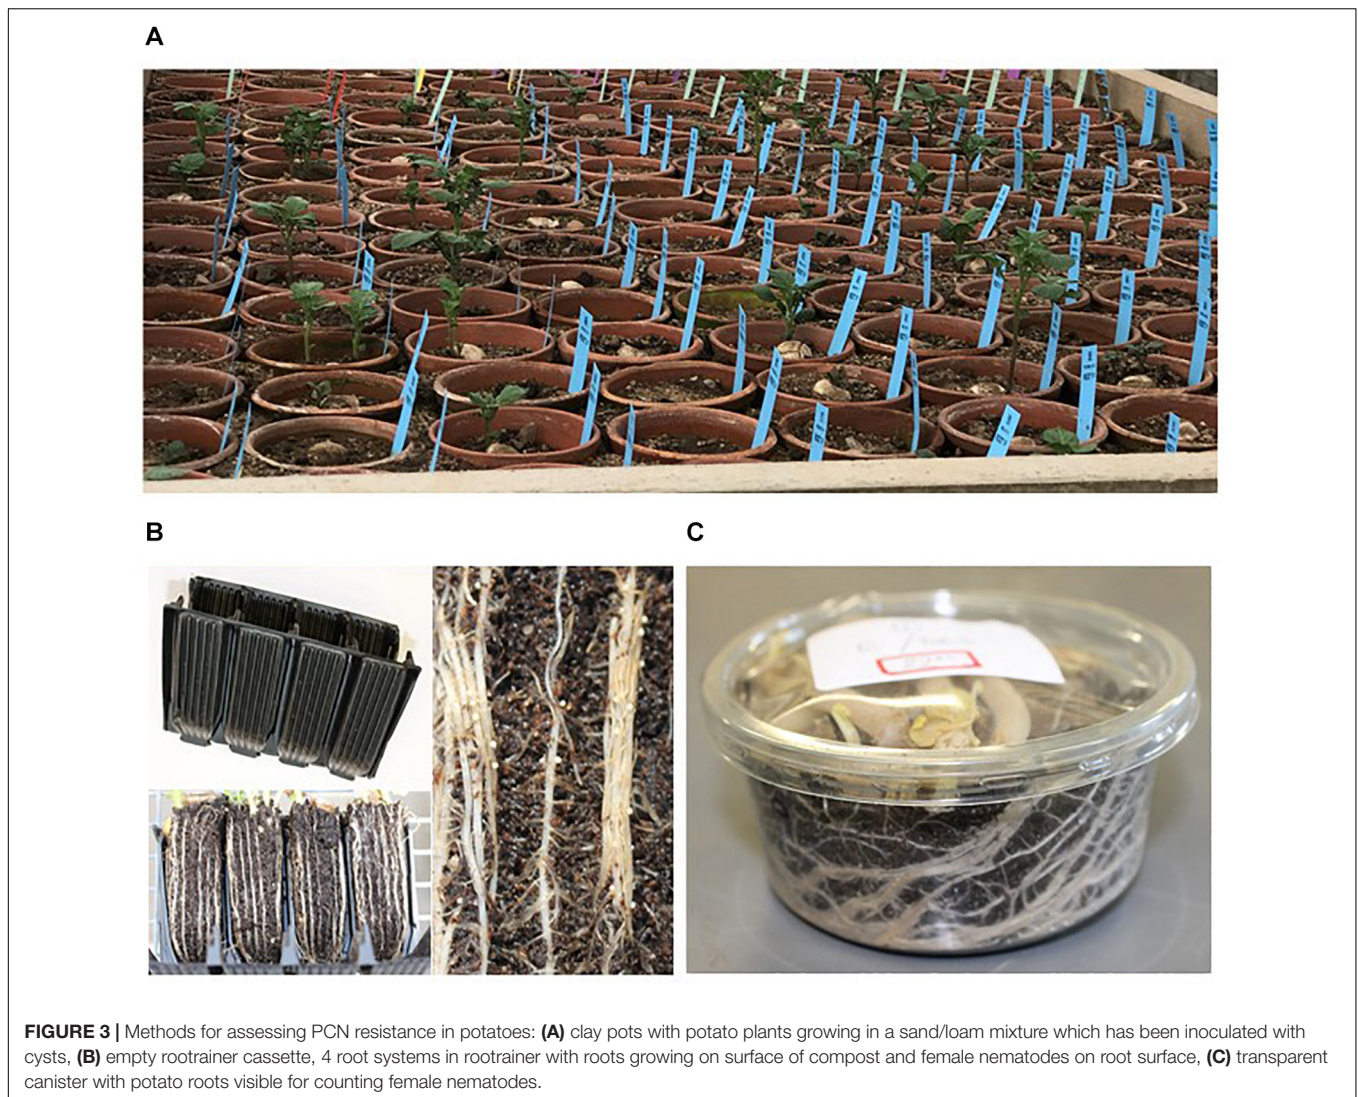 A
B
C
FIGURE 3 | Methods for assessing PCN resistance in potatoes: (A) clay pots with potato plants growing in a sand/loam mixture which has been inoculated with
cysts, (B) empty rootrainer cassette, 4 root systems in rootrainer with roots growing on surface of compost and female nematodes on root surface, (C) transparent
canister with potato roots visible for counting female nematodes.